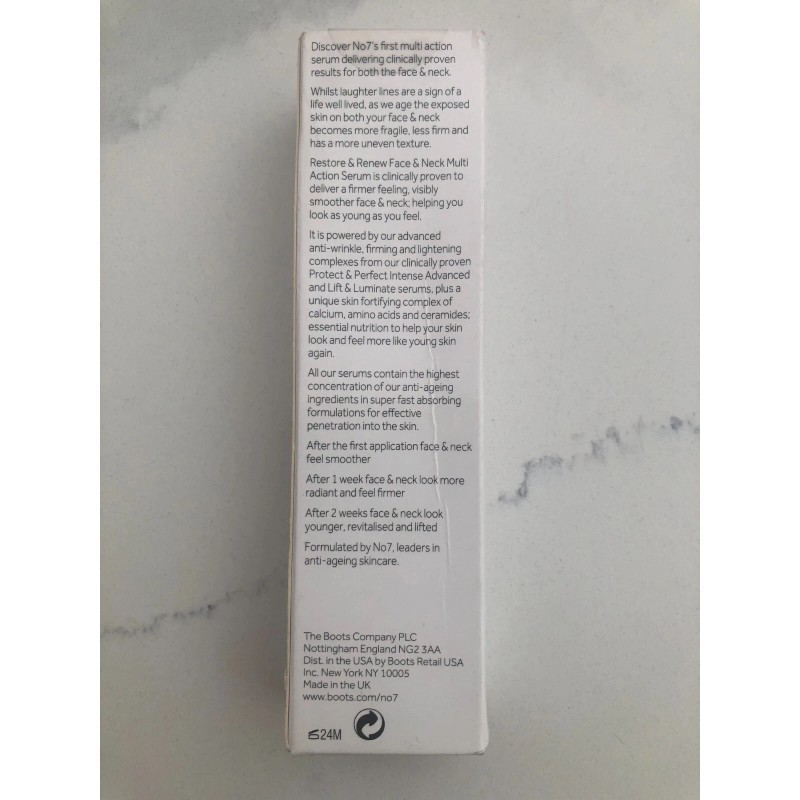 Discover No7's first multi action
serum delivering clinically proven
results for both the face & neck.
Whilst laughter lines are a sign of a
life well lived, as we age the exposed
skin on both your face & neck
becomes more fragile, less firm and
has a more uneven texture.
Restore & Renew Face & Neck Multi
Action Serum is clinically proven to
deliver a firmer feeling, visibly
smoother face & neck; helping you
look as young as you feel.
It is powered by our advanced
anti-wrinkle, firming and lightening
complexes from our clinically proven
Protect & Perfect Intense Advanced
and Lift & Luminate serums, plus a
unique skin fortifying complex of
calcium, amino acids and ceramides;
essential nutrition to help your skin
look and feel more like young skin
again.
All our serums contain the highest
concentration of our anti-ageing
ingredients in super fast absorbing
formulations for effective
penetration into the skin.
After the first application face & neck
feel smoother
After 1 week face & neck look more
radiant and feel firmer
After 2 weeks face & neck look
younger, revitalised and lifted
Formulated by No7, leaders in
anti-ageing skincare.
The Boots Company PLC
Nottingham England NG2 3AA
Dist. in the USA by Boots Retail USA
Inc. New York NY 10005
Made in the UK
www.boots.com/no7
24M